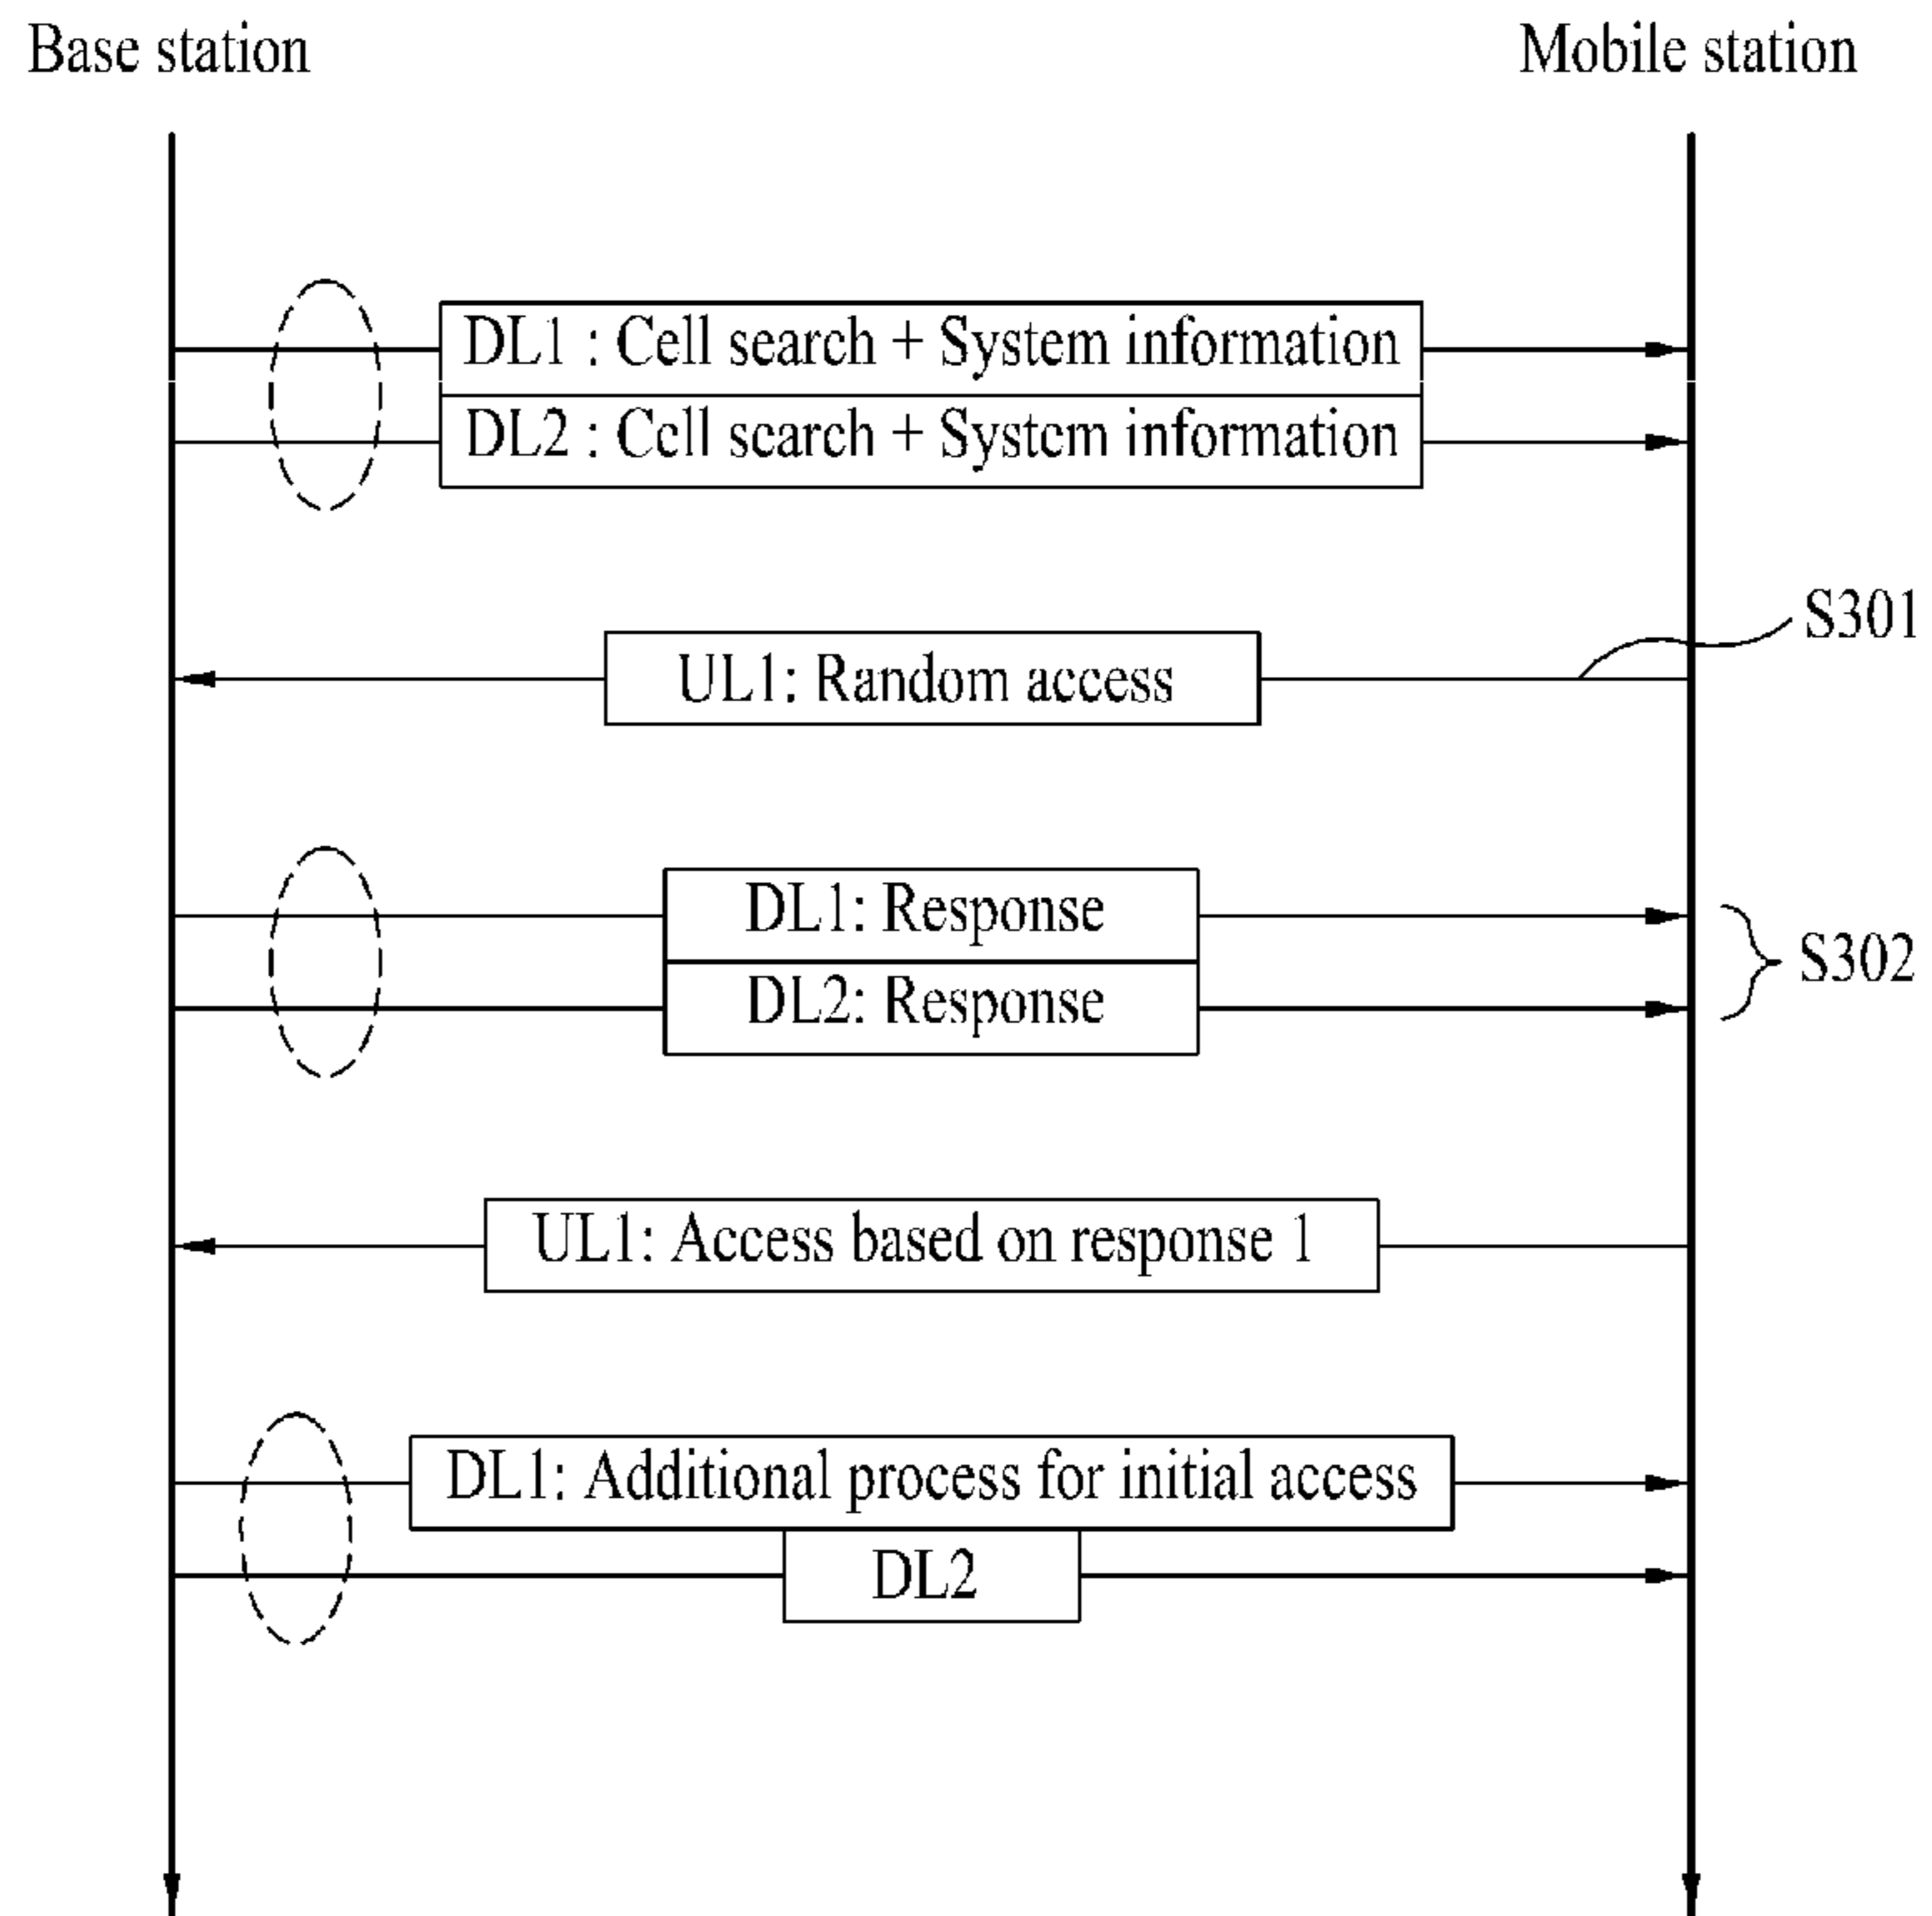 Base station
Mobile station
DL1 : Cell search + System information
DL2 : Cell search + System information
S301
UL1: Random access
DL1: Response
S302
DL2: Response
UL1: Access based on response 1
DL1: Additional process for initial access
DL2